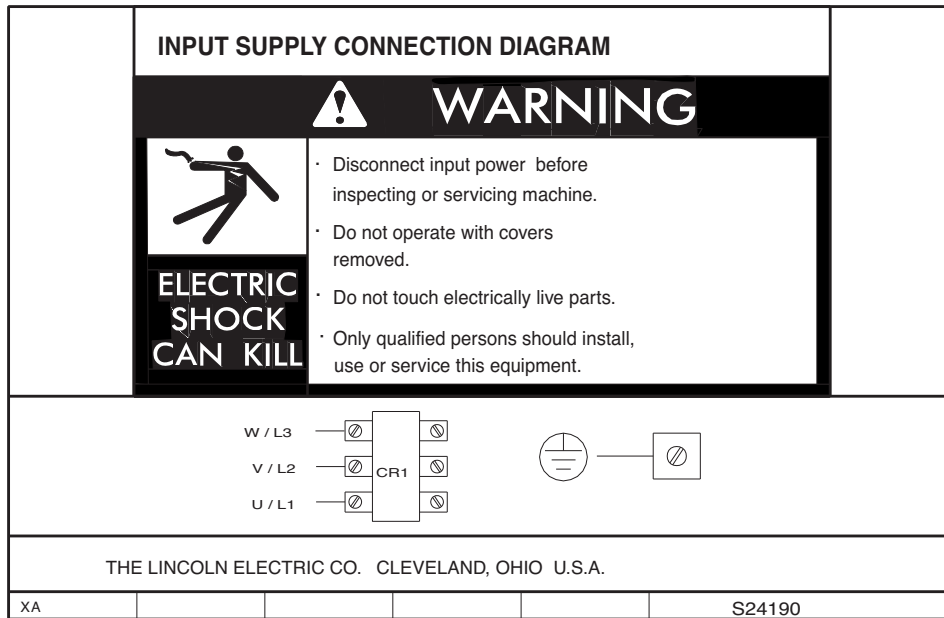 INPUT SUPPLY CONNECTION DIAGRAM
WARNING
ELECTRIC
SHOCK
CAN KILL
· Disconnect input power before
inspecting or servicing machine.
· Do not operate with covers
removed.
· Do not touch electrically live parts.
· Only qualified persons should install,
use or service this equipment.
W / L3
V / L2
CR1
U / L1
THE LINCOLN ELECTRIC CO. CLEVELAND, OHIO U.S.A.
XA
S24190